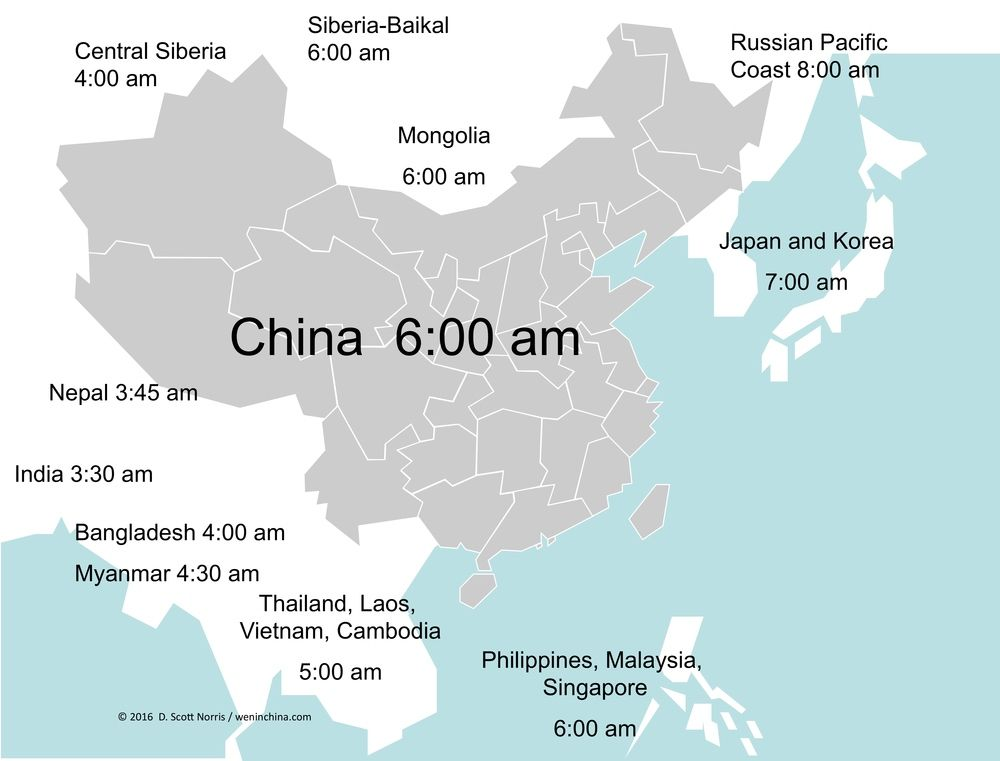 Siberia-Baikal
6:00 am
Central Siberia
4:00 am
Russian Pacific
Coast 8:00 am
Mongolia
6:00 am
Japan and Korea
7:00 am
China 6:00 am
Nepal 3:45 am
India 3:30 am
Bangladesh 4:00 am
Myanmar 4:30 am
Thailand, Laos,
Vietnam, Cambodia
5:00 am
Philippines, Malaysia,
Singapore
6:00 am
© 2016 D. Scott Norris / weninchina.com